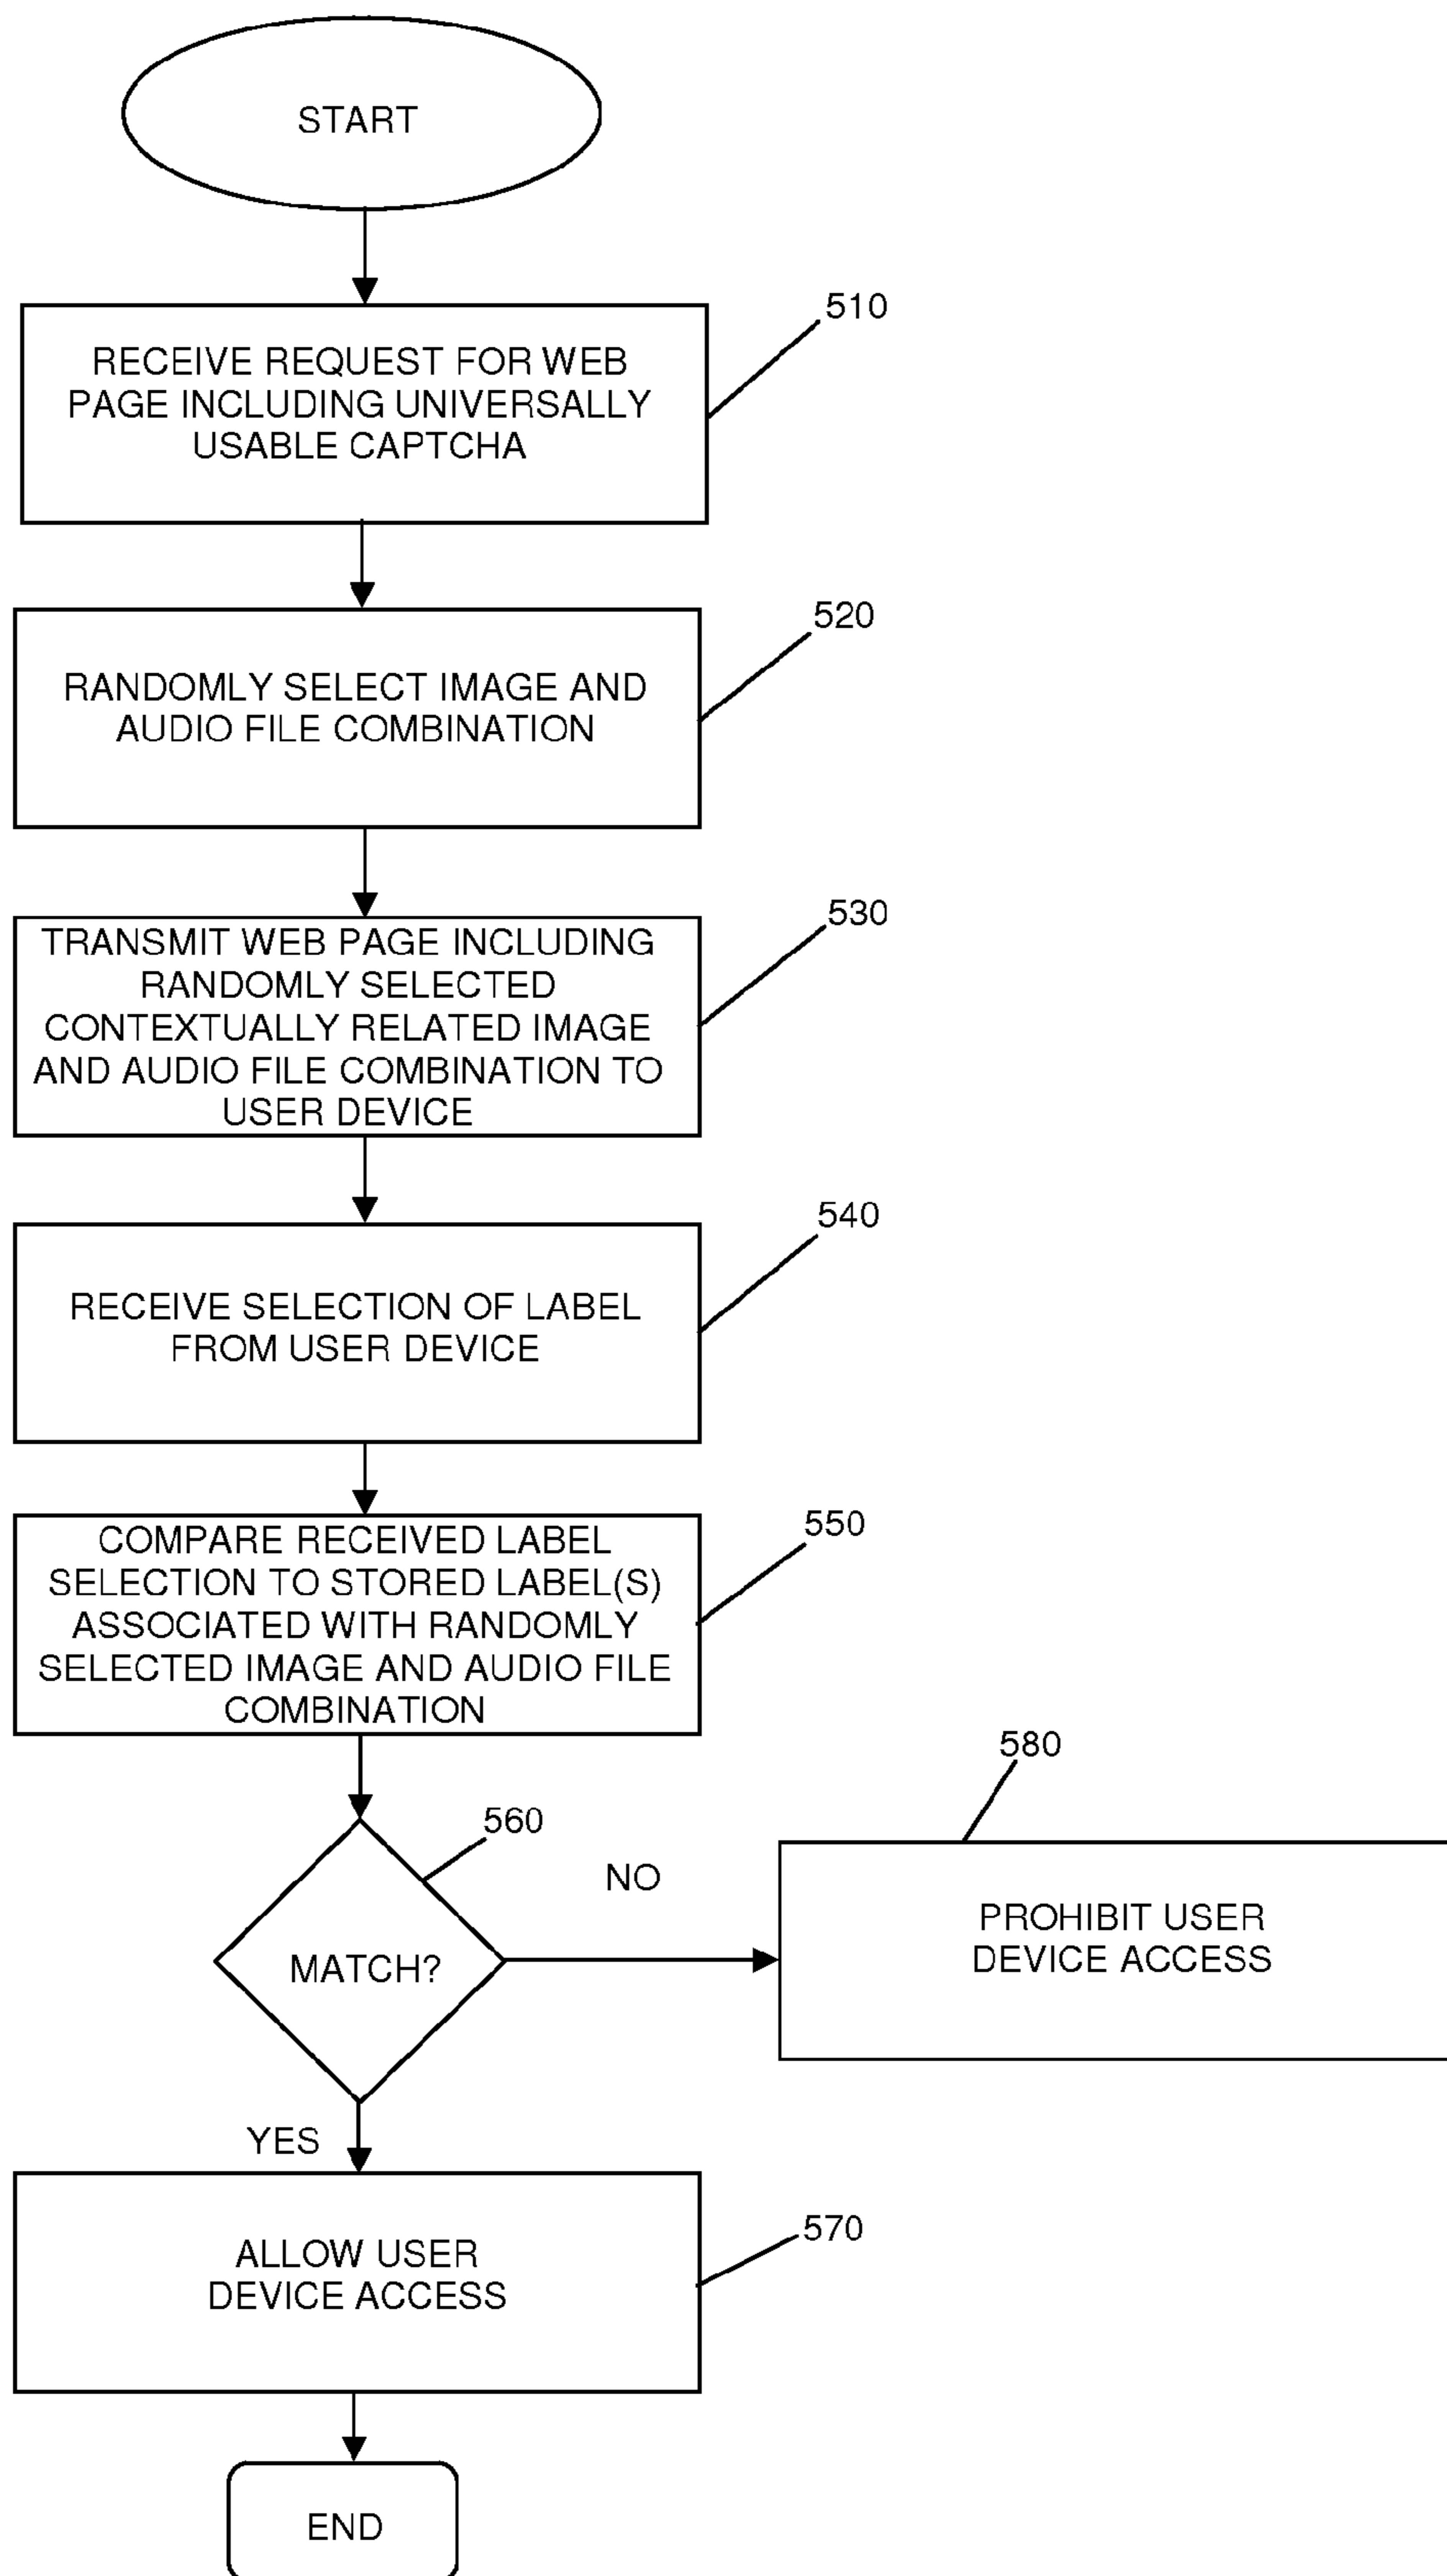 START
510
RECEIVE REQUEST FOR WEB
PAGE INCLUDING UNIVERSALLY
USABLE CAPTCHA
520
RANDOMLY SELECT IMAGE AND
AUDIO FILE COMBINATION
530
TRANSMIT WEB PAGE INCLUDING
RANDOMLY SELECTED
CONTEXTUALLY RELATED IMAGE
AND AUDIO FILE COMBINATION TO
USER DEVICE
540
RECEIVE SELECTION OF LABEL
FROM USER DEVICE
550
COMPARE RECEIVED LABEL
SELECTION TO STORED LABEL(S)
ASSOCIATED WITH RANDOMLY
SELECTED IMAGE AND AUDIO FILE
COMBINATION
560
MATCH?
NO
580
PROHIBIT USER
DEVICE ACCESS
YES
570
ALLOW USER
DEVICE ACCESS
END